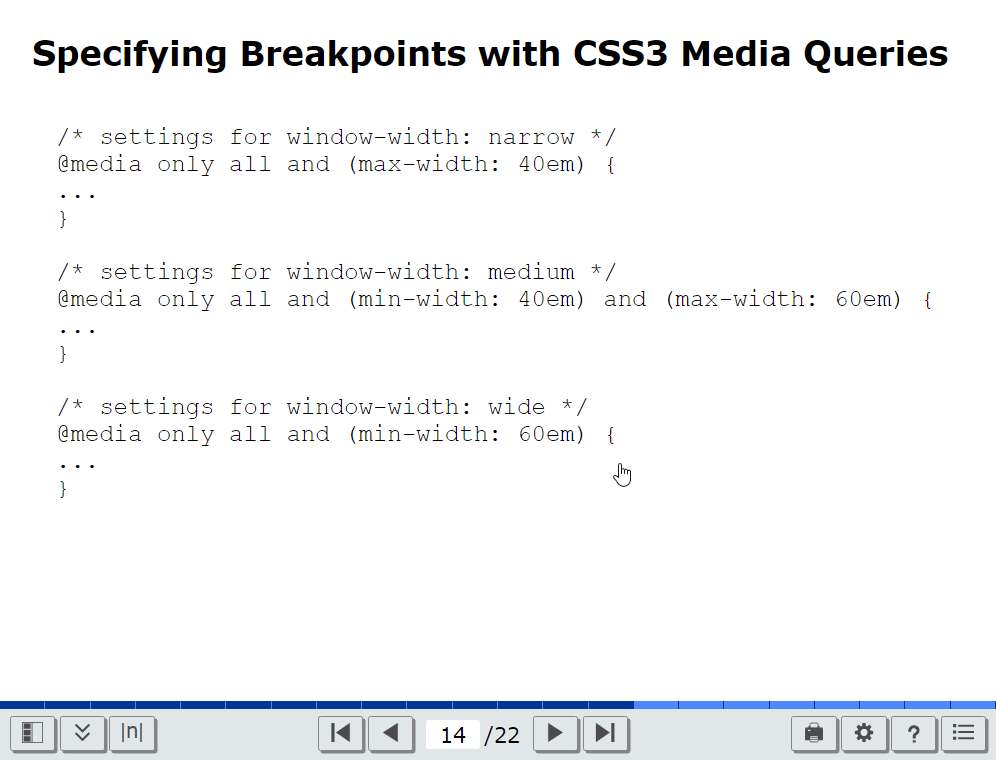 Specifying Breakpoints with CSS3 Media Queries
/* settings for window-width: narrow */
@media only all and (max-width: 40em) {
...
}
/* settings for window-width: medium */
@media only all and (min-width: 40em) and (max-width: 60em) {
...
}
/* settings for window-width: wide */
@media only all and (min-width: 60em) {
...
}
|n| 14 /22 ?